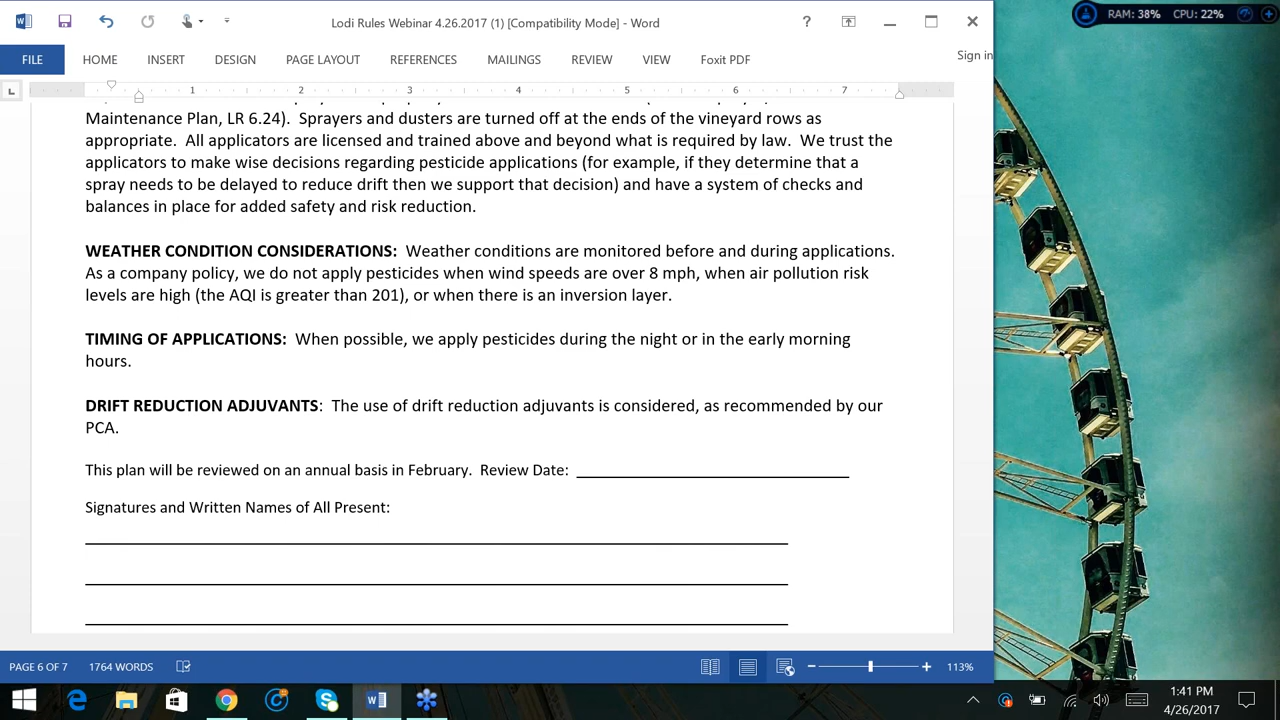 Lodi Rules Webinar 4.26.2017 (1) [Compatibility Mode] - Word
?
RAM: 38% CPU: 22%
FILE HOME INSERT DESIGN PAGE LAYOUT REFERENCES MAILINGS REVIEW VIEW Foxit PDF Sign in
1 2 3 4 5 6 7
Maintenance Plan, LR 6.24).  Sprayers and dusters are turned off at the ends of the vineyard rows as
appropriate.  All applicators are licensed and trained above and beyond what is required by law.  We trust the
applicators to make wise decisions regarding pesticide applications (for example, if they determine that a
spray needs to be delayed to reduce drift then we support that decision) and have a system of checks and
balances in place for added safety and risk reduction.
WEATHER CONDITION CONSIDERATIONS:  Weather conditions are monitored before and during applications.
As a company policy, we do not apply pesticides when wind speeds are over 8 mph, when air pollution risk
levels are high (the AQI is greater than 201), or when there is an inversion layer.
TIMING OF APPLICATIONS:  When possible, we apply pesticides during the night or in the early morning
hours.
DRIFT REDUCTION ADJUVANTS:  The use of drift reduction adjuvants is considered, as recommended by our
PCA.
This plan will be reviewed on an annual basis in February.  Review Date:
Signatures and Written Names of All Present:
PAGE 6 OF 7 1764 WORDS 113%
1:41 PM
4/26/2017